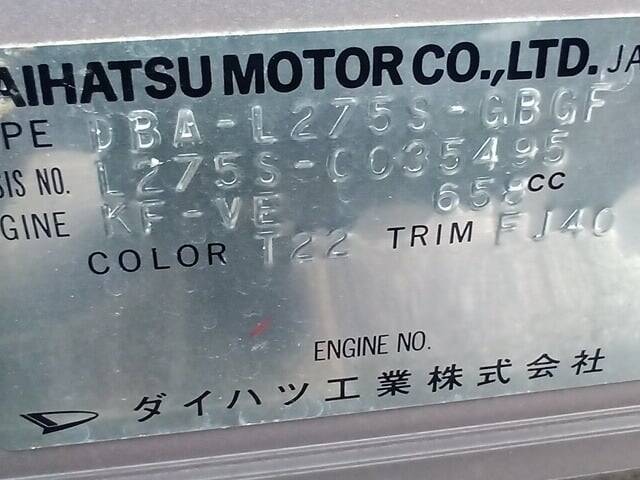 AIHATSU MOTOR CO.,LTD. JA
PE DBA-L275S-GBGF
SIS NO. L275S-0035495
GINE KF-VE 658CC
COLOR T22 TRIM FJ40
ENGINE NO.
ダイハツ工業株式会社